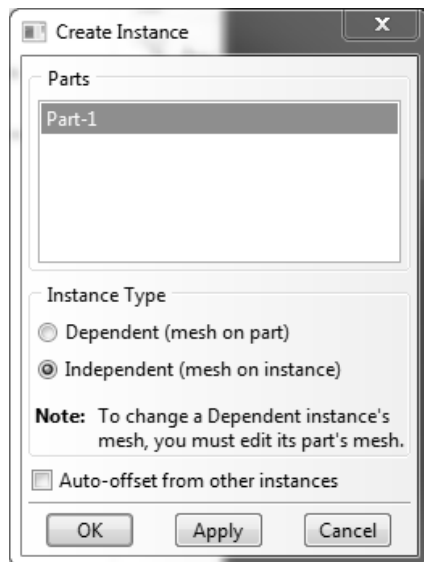 Create Instance
X
Parts
Part-1
Instance Type
Dependent (mesh on part)
Independent (mesh on instance)
Note: To change a Dependent instance's
mesh, you must edit its part's mesh.
Auto-offset from other instances
OK Apply Cancel